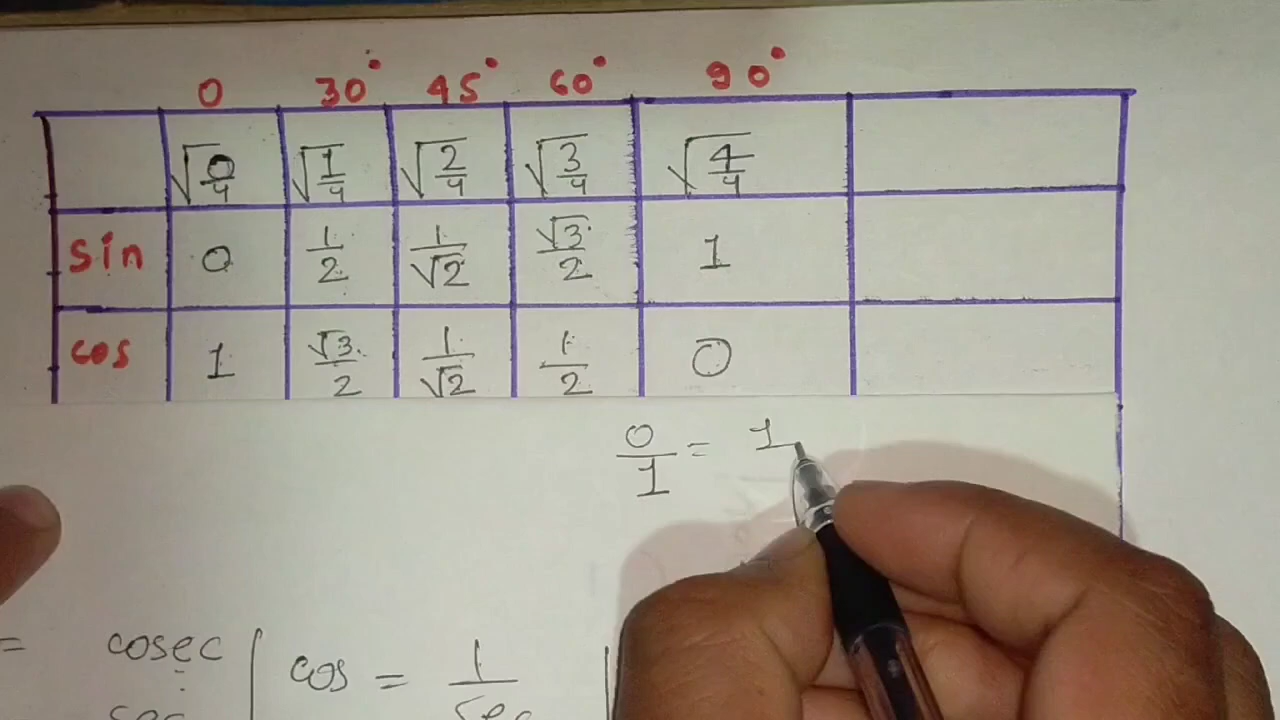 0 30° 45° 60° 90°
√0/4 √1/4 √2/4 √3/4 √4/4
sin 0 1/2 1/√2 √3/2 1
cos 1 √3/2 1/√2 1/2 0
0/1 = 1
= cosec | cos = 1/sec |
sec